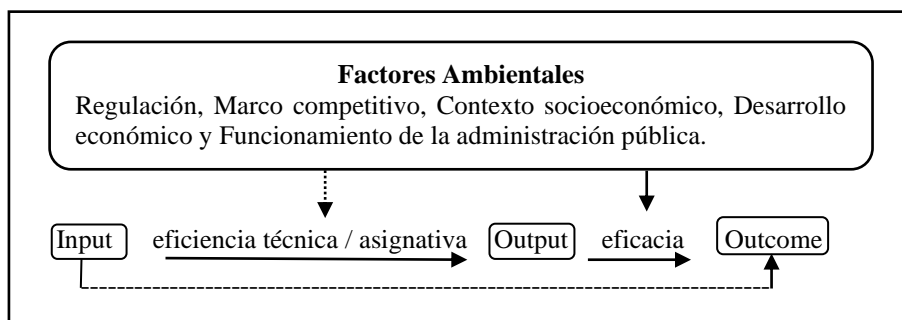 Factores Ambientales
Regulación, Marco competitivo, Contexto socioeconómico, Desarrollo
económico y Funcionamiento de la administración pública.
Input eficiencia técnica / asignativa Output eficacia Outcome